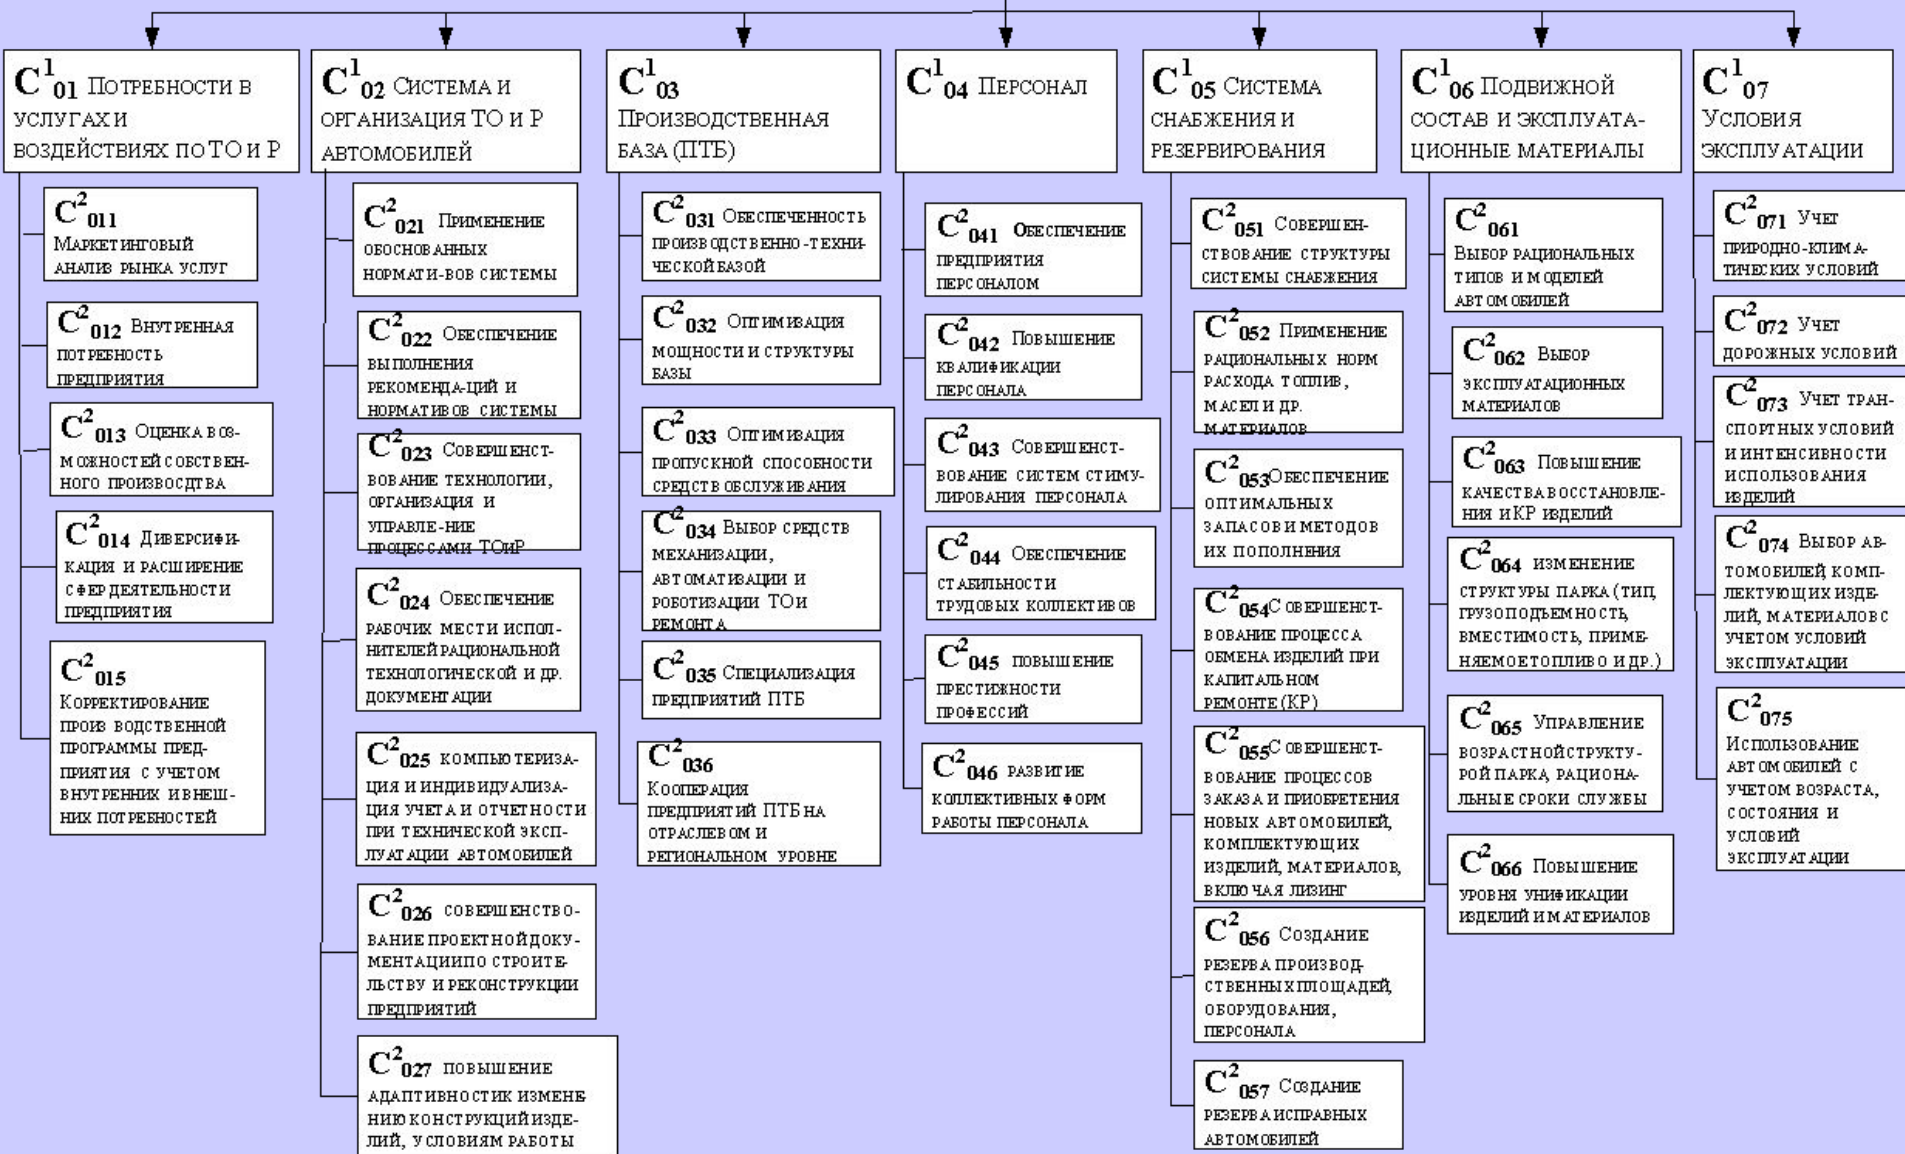 C¹01 Потребности в
услугах и
воздействиях по ТО и Р
C²011
Маркетинговый
анализ рынка услуг
C²012 Внутренная
потребность
предприятия
C²013 Оценка воз-
можностей собствен-
ного произвосдтва
C²014 Диверсифи-
кация и расширение
сфер деятельности
предприятия
C²015
Корректирование
произ водственной
программы пред-
приятия с учетом
внутренних и внеш-
них потребностей
C¹02 Система и
организация ТО и Р
автомобилей
C²021 Применение
обоснованных
нормати-вов системы
C²022 Обеспечение
выполнения
рекоменда-ций и
нормативов системы
C²023 Совершенст-
вование технологии,
организация и
управле-ние
процессами ТОиР
C²024 Обеспечение
рабочих мест и испол-
нителей рациональной
технологической и др.
документации
C²025 компьютериза-
ция и индивидуализа-
ция учета и отчетности
при технической эксп-
луатации автомобилей
C²026 совершенство-
вание проектной доку-
ментации по строите-
льству и реконструкции
предприятий
C²027 повышение
адаптивности к измене-
нию конструкций изде-
лий, условиям работы
C¹03
Производственная
база (ПТБ)
C²031 Обеспеченность
производственно-техни-
ческой базой
C²032 Оптимизация
мощности и структуры
базы
C²033 Оптимизация
пропускной способности
средств обслуживания
C²034 Выбор средств
механизации,
автоматизации и
роботизации ТО и
ремонта
C²035 Специализация
предприятий ПТБ
C²036
Кооперация
предприятий ПТБ на
отраслевом и
региональном уровне
C¹04 Персонал
C²041 Обеспечение
предприятия
персоналом
C²042 Повышение
квалификации
персонала
C²043 Совершенст-
вование систем стиму-
лирования персонала
C²044 Обеспечение
стабильности
трудовых коллективов
C²045 повышение
престижности
профессий
C²046 развитие
коллективных форм
работы персонала
C¹05 Система
снабжения и
резервирования
C²051 Совершен-
ствование структуры
системы снабжения
C²052 Применение
рациональных норм
расхода топлив,
масел и др.
материалов
C²053 Обеспечение
оптимальных
запасов и методов
их пополнения
C²054 Совершенст-
вование процесса
обмена изделий при
капитальном
ремонте (КР)
C²055 Совершенст-
вование процессов
заказа и приобретения
новых автомобилей,
комплектующих
изделий, материалов,
включая лизинг
C²056 Создание
резерва производ-
ственных площадей,
оборудования,
персонала
C²057 Создание
резерва исправных
автомобилей
C¹06 Подвижной
состав и эксплуата-
ционные материалы
C²061
Выбор рациональных
типов и моделей
автомобилей
C²062 Выбор
эксплуатационных
материалов
C²063 Повышение
качества восстановле-
ния и КР изделий
C²064 изменение
структуры парка (тип,
грузоподъемность,
вместимость, приме-
няемое топливо и др.)
C²065 Управление
возрастной структу-
рой парка, рациона-
льные сроки службы
C²066 Повышение
уровня унификации
изделий и материалов
C¹07
Условия
эксплуатации
C²071 Учет
природно-клима-
тических условий
C²072 Учет
дорожных условий
C²073 Учет тран-
спортных условий
и интенсивности
использования
изделий
C²074 Выбор ав-
томобилей, комп-
лектующих изде-
лий, материалов с
учетом условий
эксплуатации
C²075
Использование
автомобилей с
учетом возраста,
состояния и
условий
эксплуатации